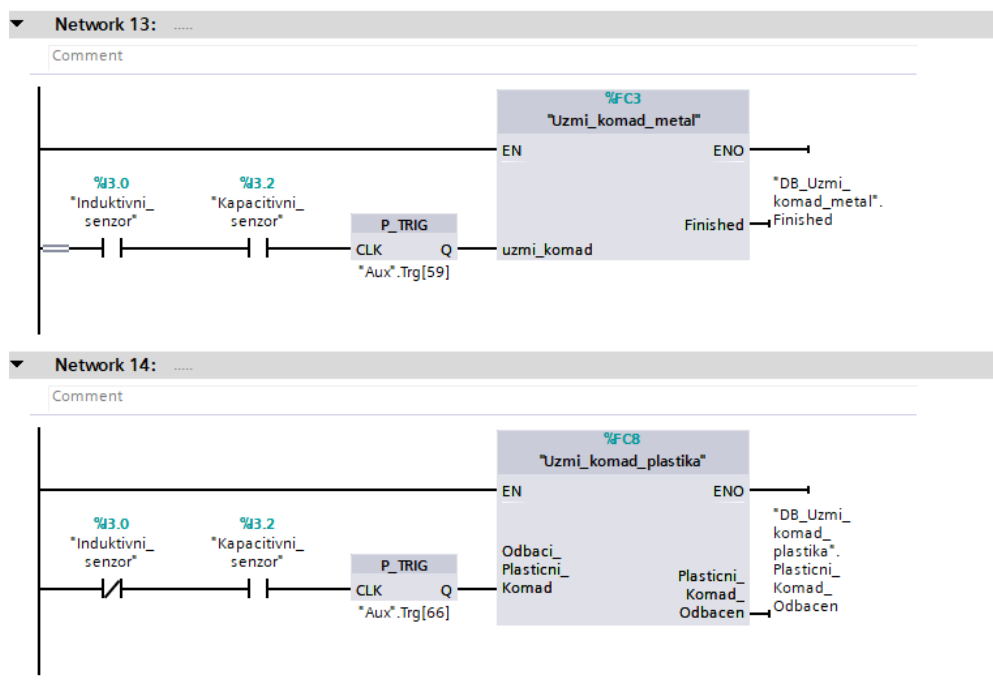 Network 13: .....
Comment
%FC3
"Uzmi_komad_metal"
EN ENO
%I3.0
"Induktivni_
senzor"
%I3.2
"Kapacitivni_
senzor"
P_TRIG
CLK Q
"Aux".Trg[59]
uzmi_komad
Finished
"DB_Uzmi_
komad_metal".
Finished
Network 14: .....
Comment
%FC8
"Uzmi_komad_plastika"
EN ENO
%I3.0
"Induktivni_
senzor"
%I3.2
"Kapacitivni_
senzor"
P_TRIG
CLK Q
"Aux".Trg[66]
Odbaci_
Plasticni_
Komad
Plasticni_
Komad_
Odbacen
"DB_Uzmi_
komad_
plastika".
Plasticni_
Komad_
Odbacen